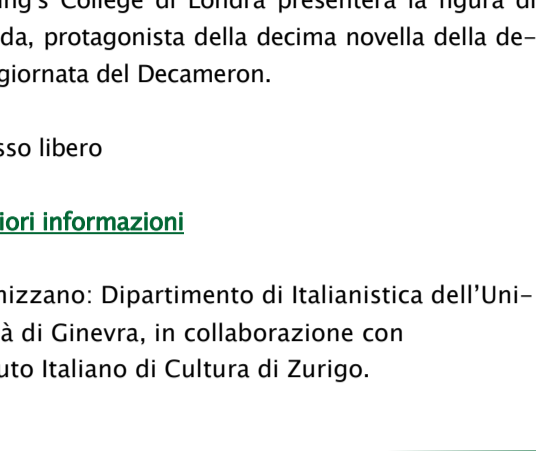 ing's College di Londra presenterà la figura di
da, protagonista della decima novella della de-
giornata del Decameron.
sso libero
iori informazioni
nizzano: Dipartimento di Italianistica dell'Uni-
à di Ginevra, in collaborazione con
uto Italiano di Cultura di Zurigo.